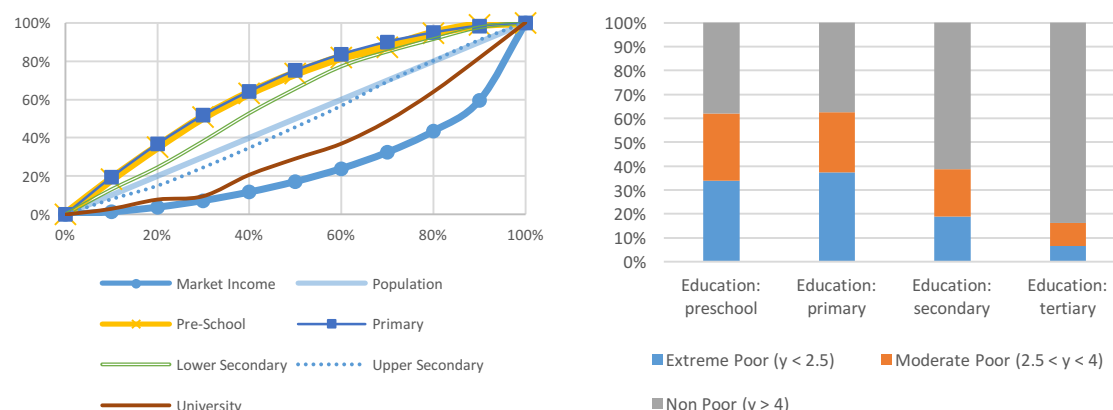 100%
80%
60%
40%
20%
0%
0% 20% 40% 60% 80% 100%
Market Income Population
Pre-School Primary
Lower Secondary Upper Secondary
University
100%
90%
80%
70%
60%
50%
40%
30%
20%
10%
0%
Education: Education: Education: Education:
preschool primary secondary tertiary
Extreme Poor (y < 2.5) Moderate Poor (2.5 < y < 4)
Non Poor (y > 4)